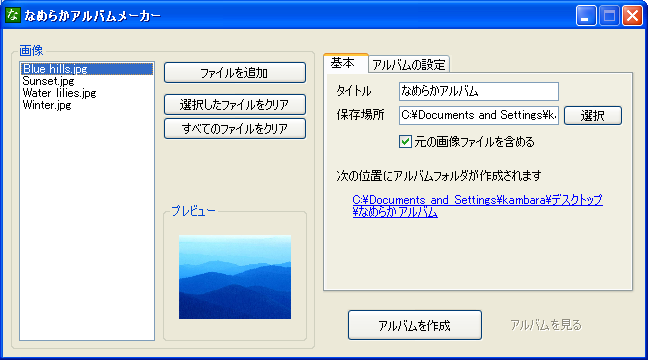 な なめらかアルバムメーカー
画像
Blue hills.jpg
Sunset.jpg
Water lilies.jpg
Winter.jpg
ファイルを追加
選択したファイルをクリア
すべてのファイルをクリア
プレビュー
基本
アルバムの設定
タイトル
なめらかアルバム
保存場所
C:¥Documents and Settings¥ka
選択
元の画像ファイルを含める
次の位置にアルバムフォルダが作成されます
C:¥Documents and Settings¥kambara¥デスクトップ
¥なめらかアルバム
アルバムを作成
アルバムを見る